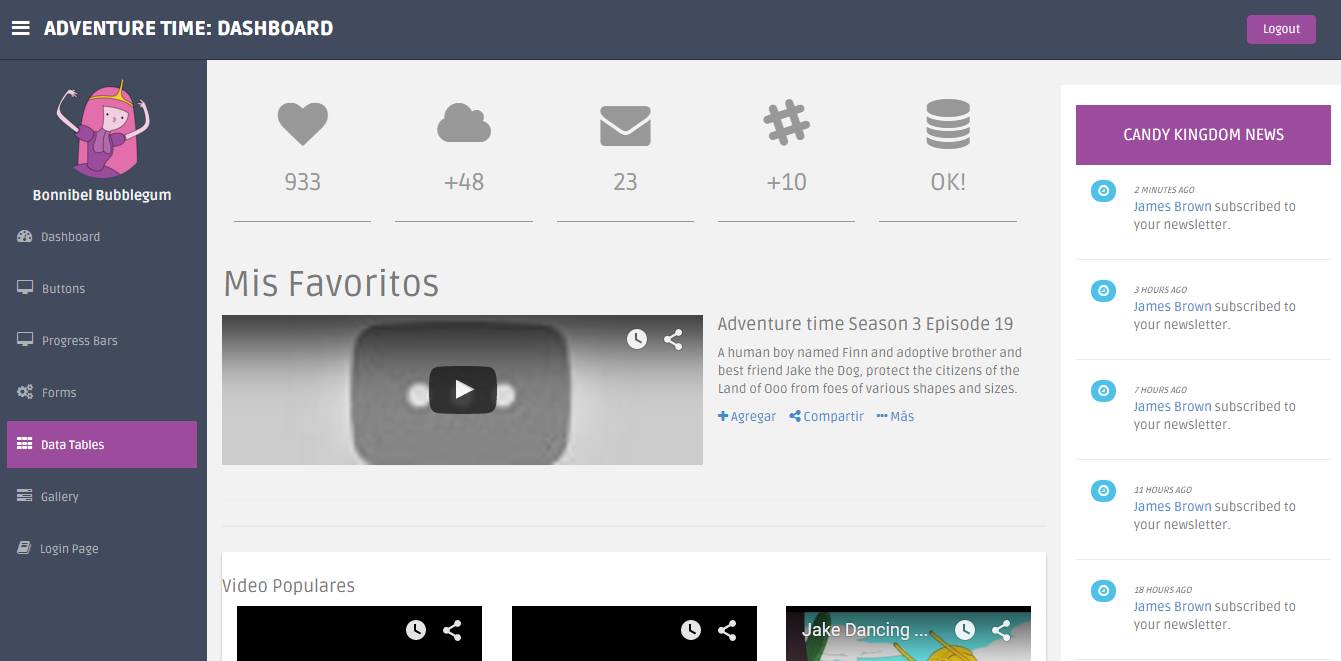 ADVENTURE TIME: DASHBOARD
Logout
Bonnibel Bubblegum
Dashboard
Buttons
Progress Bars
Forms
Data Tables
Gallery
Login Page
933
+48
23
+10
OK!
Mis Favoritos
Adventure time Season 3 Episode 19
A human boy named Finn and adoptive brother and
best friend Jake the Dog, protect the citizens of the
Land of Ooo from foes of various shapes and sizes.
Agregar Compartir Más
Video Populares
Jake Dancing ...
CANDY KINGDOM NEWS
2 MINUTES AGO
James Brown subscribed to
your newsletter.
3 HOURS AGO
James Brown subscribed to
your newsletter.
7 HOURS AGO
James Brown subscribed to
your newsletter.
11 HOURS AGO
James Brown subscribed to
your newsletter.
18 HOURS AGO
James Brown subscribed to
your newsletter.